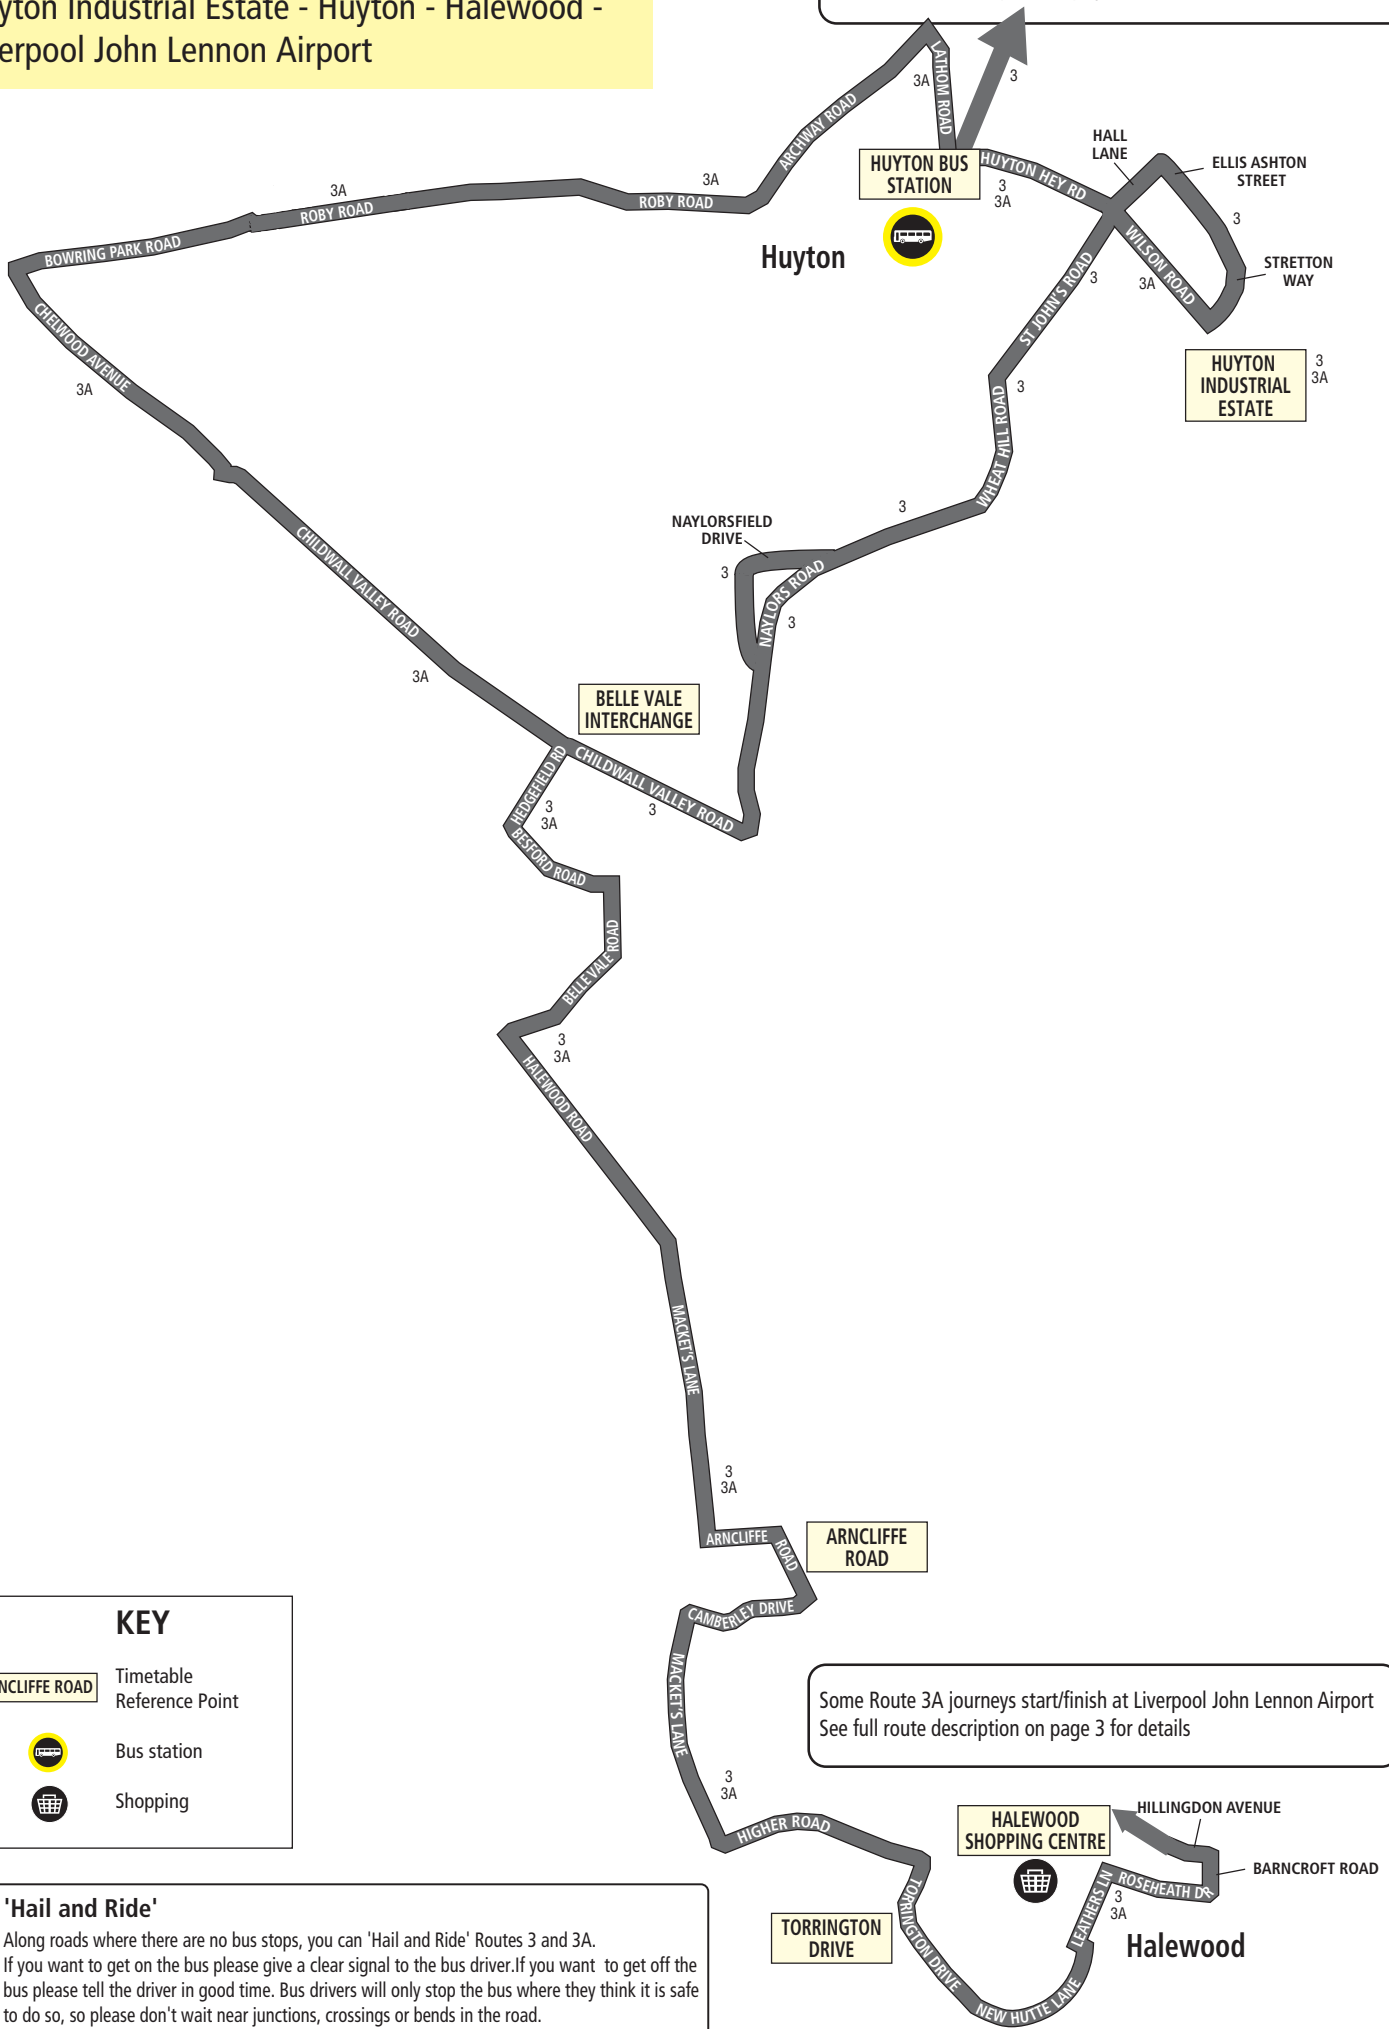 yton Industrial Estate - Huyton - Halewood -
erpool John Lennon Airport
3
3A
LATHOM ROAD
ARCHWAY ROAD
HUYTON BUS
STATION
HUYTON HEY RD
3
3A
HALL
LANE
ELLIS ASHTON
STREET
3
STRETTON
WAY
WILSON ROAD
3A
HUYTON
INDUSTRIAL
ESTATE
3
3A
Huyton
3A
ROBY ROAD
3A
ROBY ROAD
BOWRING PARK ROAD
CHELWOOD AVENUE
3A
ST JOHN'S ROAD
3
3
WHEAT HILL ROAD
3
NAYLORSFIELD
DRIVE
3
NAYLORS ROAD
3
CHILDWALL VALLEY ROAD
3A
BELLE VALE
INTERCHANGE
CHILDWALL VALLEY ROAD
3
HEDGEFIELD RD
3
3A
BESFORD ROAD
BELLE VALE ROAD
3
3A
HALEWOOD ROAD
MACKET'S LANE
3
3A
ARNCLIFFE ROAD
ARNCLIFFE
ROAD
CAMBERLEY DRIVE
MACKET'S LANE
3
3A
HIGHER ROAD
KEY
NCLIFFE ROAD
Timetable
Reference Point
Bus station
Shopping
Some Route 3A journeys start/finish at Liverpool John Lennon Airport
See full route description on page 3 for details
HALEWOOD
SHOPPING CENTRE
HILLINGDON AVENUE
BARNCROFT ROAD
ROSEHEATH DR
LEATHERS LN
3
3A
Halewood
TORRINGTON
DRIVE
TORRINGTON DRIVE
NEW HUTTE LANE
'Hail and Ride'
Along roads where there are no bus stops, you can 'Hail and Ride' Routes 3 and 3A.
If you want to get on the bus please give a clear signal to the bus driver.If you want  to get off the
bus please tell the driver in good time. Bus drivers will only stop the bus where they think it is safe
to do so, so please don't wait near junctions, crossings or bends in the road.